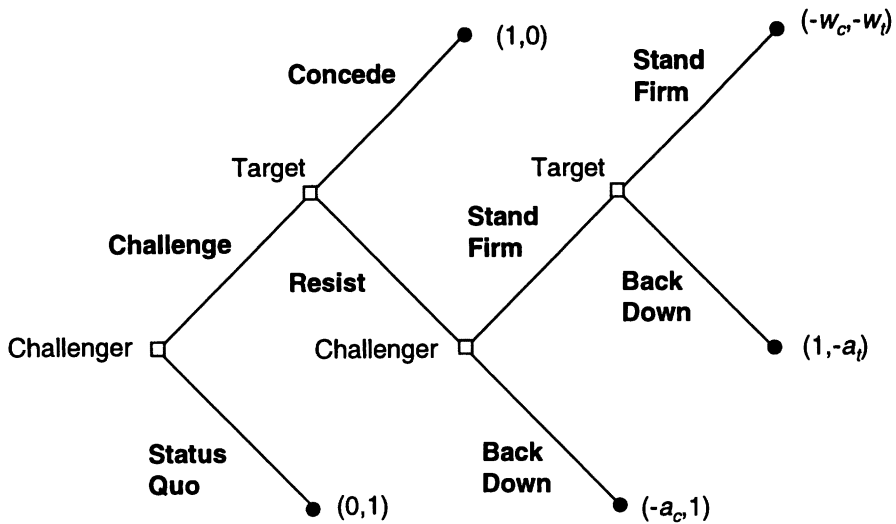 (1,0)
(-w_c,-w_t)
Concede
Stand
Firm
Target
Target
Challenge
Stand
Firm
Resist
Back
Down
Challenger
Challenger
(1,-a_t)
Status
Quo
Back
Down
(0,1)
(-a_c,1)